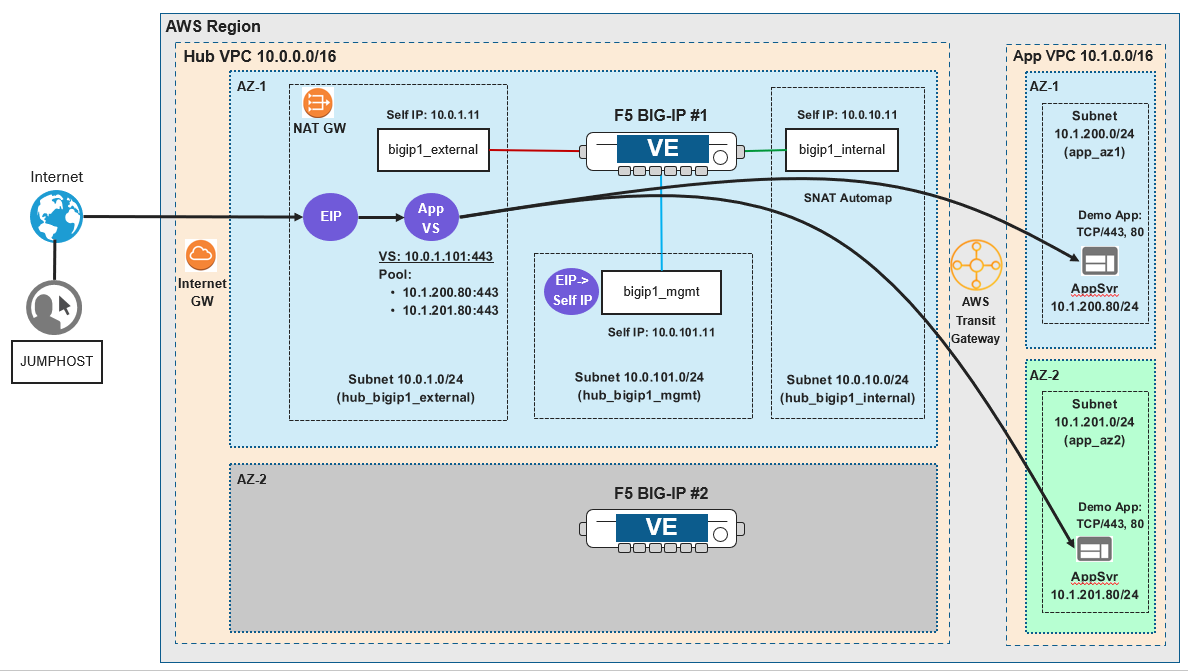 AWS Region
Hub VPC 10.0.0.0/16
AZ-1
NAT GW
Self IP: 10.0.1.11
bigip1_external
F5 BIG-IP #1
VE
Self IP: 10.0.10.11
bigip1_internal
SNAT Automap
Internet
JUMPHOST
Internet
GW
EIP
App
VS
VS: 10.0.1.101:443
Pool:
• 10.1.200.80:443
• 10.1.201.80:443
Subnet 10.0.1.0/24
(hub_bigip1_external)
EIP->
Self IP
bigip1_mgmt
Self IP: 10.0.101.11
Subnet 10.0.101.0/24
(hub_bigip1_mgmt)
Subnet 10.0.10.0/24
(hub_bigip1_internal)
AZ-2
F5 BIG-IP #2
VE
AWS
Transit
Gateway
App VPC 10.1.0.0/16
AZ-1
Subnet
10.1.200.0/24
(app_az1)
Demo App:
TCP/443, 80
AppSvr
10.1.200.80/24
AZ-2
Subnet
10.1.201.0/24
(app_az2)
Demo App:
TCP/443, 80
AppSvr
10.1.201.80/24